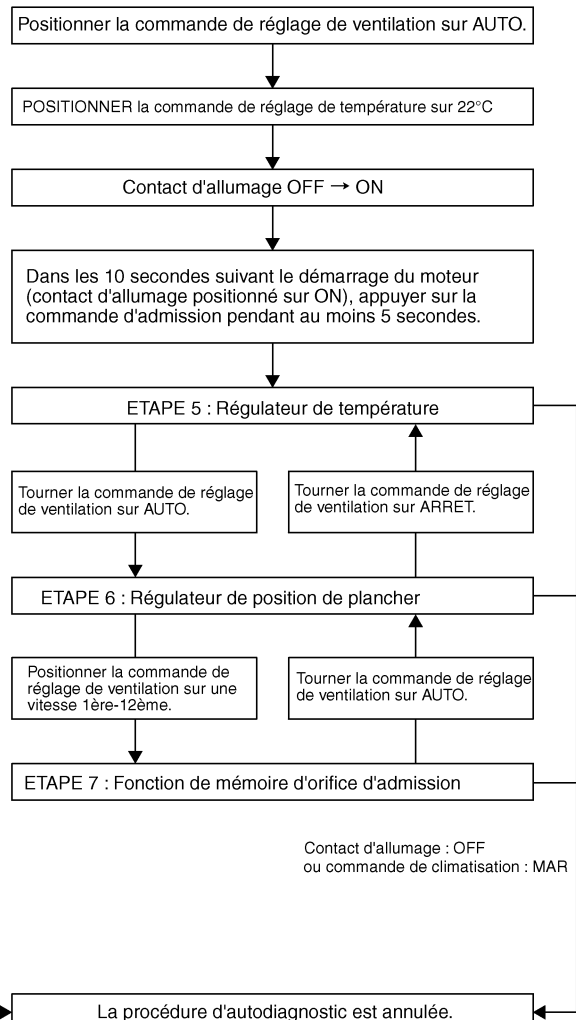 Positionner la commande de réglage de ventilation sur AUTO.
POSITIONNER la commande de réglage de température sur 22°C
Contact d'allumage OFF → ON
Dans les 10 secondes suivant le démarrage du moteur
(contact d'allumage positionné sur ON), appuyer sur la
commande d'admission pendant au moins 5 secondes.
ETAPE 5 : Régulateur de température
Tourner la commande de réglage
de ventilation sur AUTO.
Tourner la commande de réglage
de ventilation sur ARRET.
ETAPE 6 : Régulateur de position de plancher
Positionner la commande de
réglage de ventilation sur une
vitesse 1ère-12ème.
Tourner la commande de réglage
de ventilation sur AUTO.
ETAPE 7 : Fonction de mémoire d'orifice d'admission
Contact d'allumage : OFF
ou commande de climatisation : MAR
La procédure d'autodiagnostic est annulée.